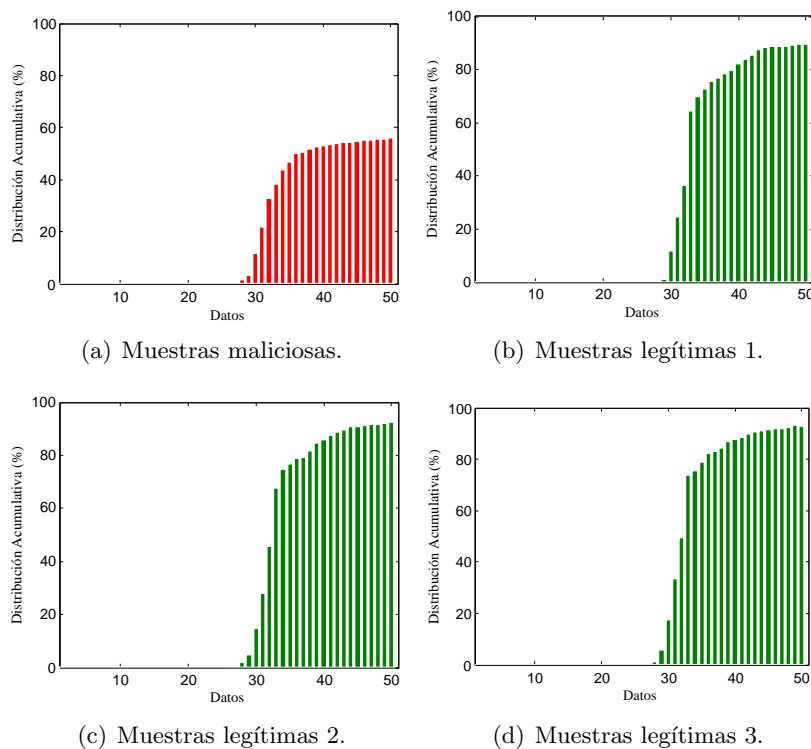 100
80
60
40
20
0
Distribución Acumulativa (%)
10 20 30 40 50
Datos
(a) Muestras maliciosas.
100
80
60
40
20
0
Distribución Acumulativa (%)
10 20 30 40 50
Datos
(b) Muestras legítimas 1.
100
80
60
40
20
0
Distribución Acumulativa (%)
10 20 30 40 50
Datos
(c) Muestras legítimas 2.
100
80
60
40
20
0
Distribución Acumulativa (%)
10 20 30 40 50
Datos
(d) Muestras legítimas 3.